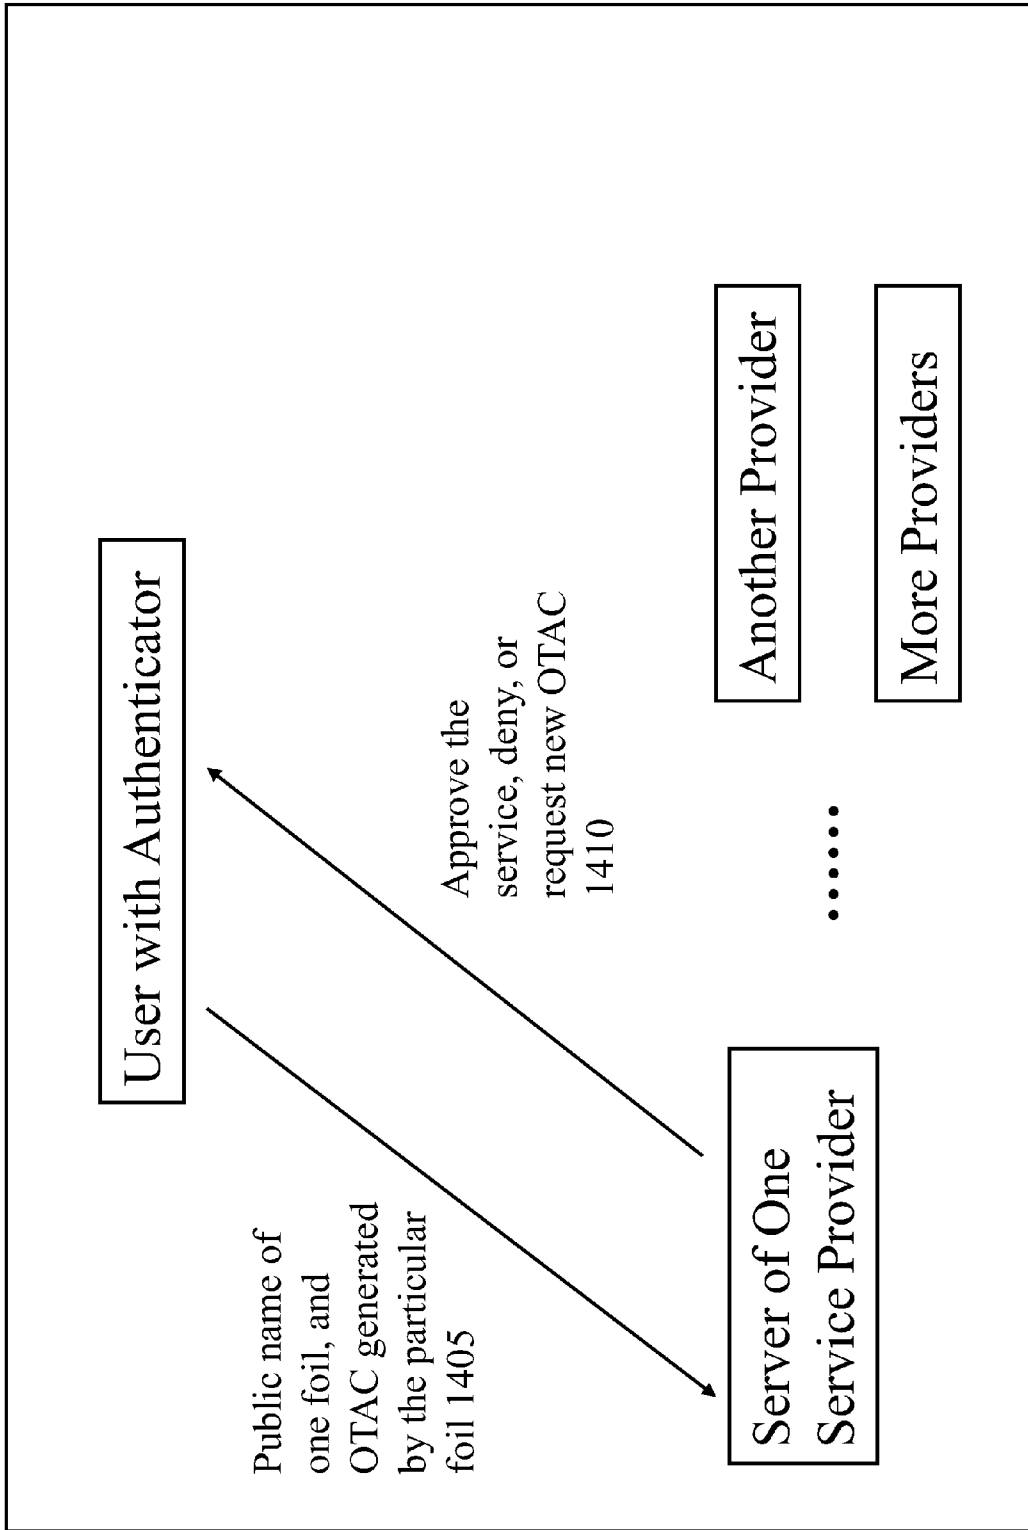 User with Authenticator
Public name of
one foil, and
OTAC generated
by the particular
foil 1405
Approve the
service, deny, or
request new OTAC
1410
Server of One
Service Provider
......
Another Provider
More Providers